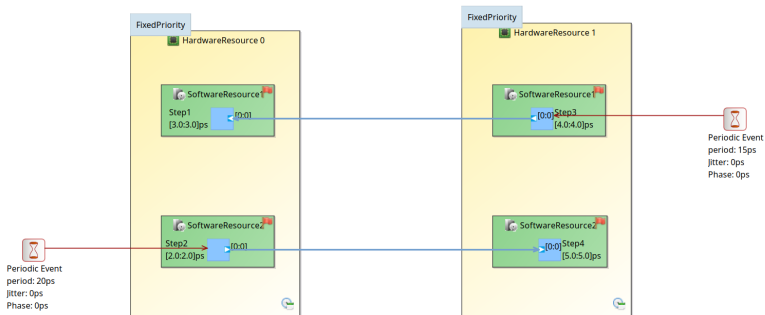 FixedPriority
HardwareResource 0
SoftwareResource1
Step1
[0:0]
[3.0:3.0]ps
SoftwareResource2
Step2
[0:0]
[2.0:2.0]ps
Periodic Event
period: 20ps
Jitter: 0ps
Phase: 0ps
FixedPriority
HardwareResource 1
SoftwareResource1
[0:0]
Step3
[4.0:4.0]ps
SoftwareResource2
[0:0]
Step4
[5.0:5.0]ps
Periodic Event
period: 15ps
Jitter: 0ps
Phase: 0ps